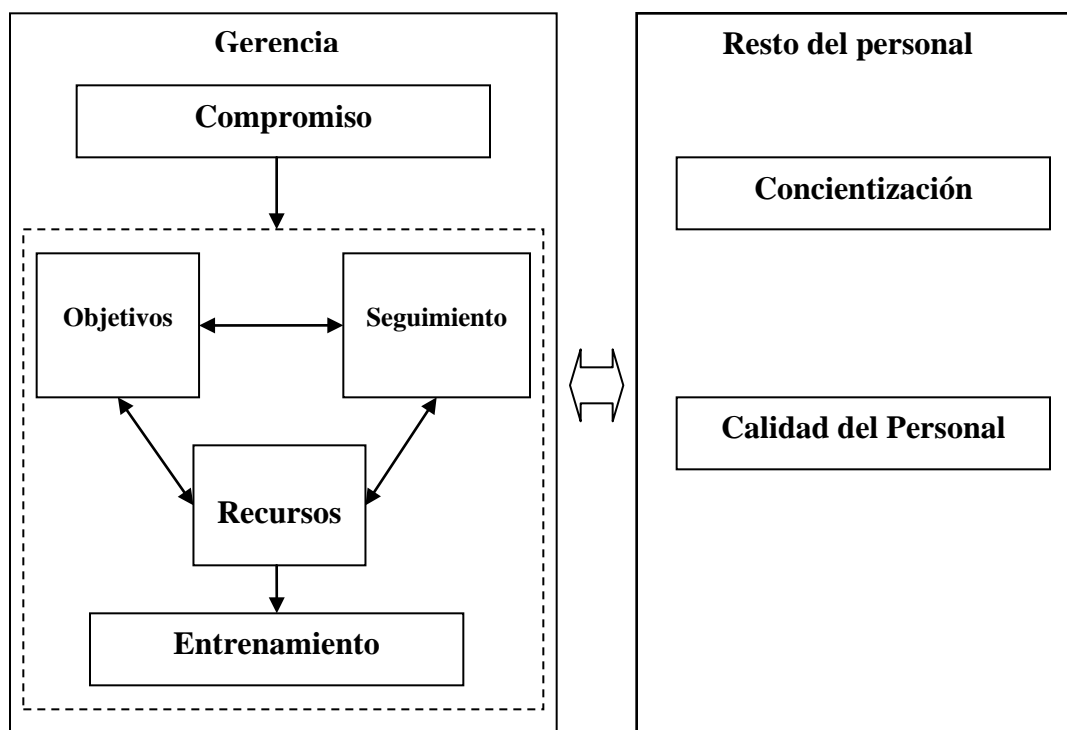 Gerencia
Compromiso
Objetivos
Seguimiento
Recursos
Entrenamiento
Resto del personal
Concientización
Calidad del Personal